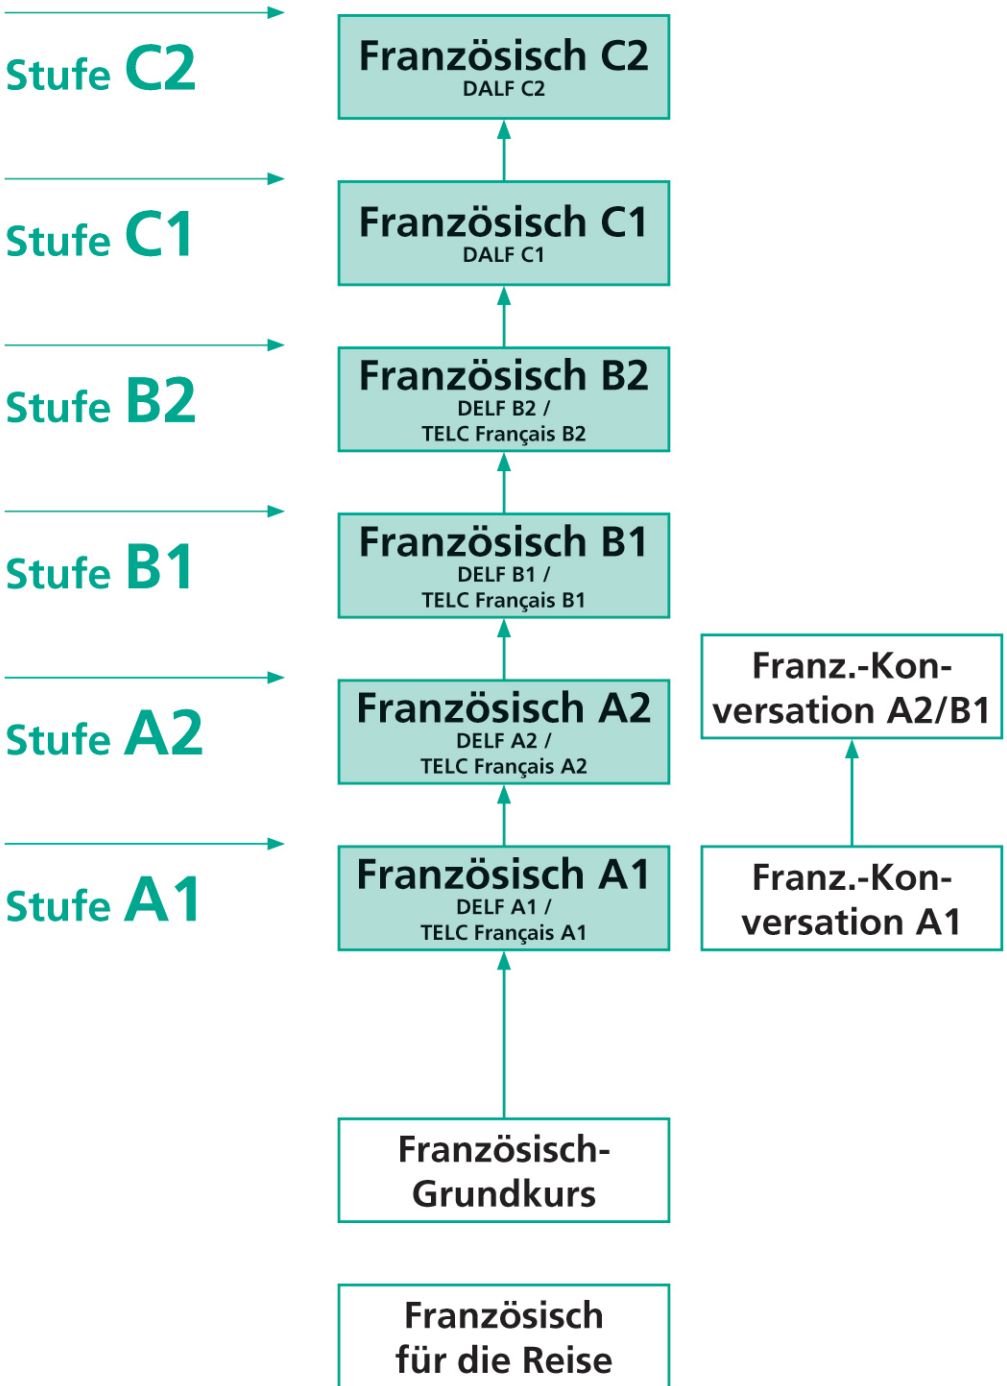 Stufe C2
Französisch C2
DALF C2
Stufe C1
Französisch C1
DALF C1
Stufe B2
Französisch B2
DELF B2 /
TELC Français B2
Stufe B1
Französisch B1
DELF B1 /
TELC Français B1
Stufe A2
Französisch A2
DELF A2 /
TELC Français A2
Franz.-Kon-
versation A2/B1
Stufe A1
Französisch A1
DELF A1 /
TELC Français A1
Franz.-Kon-
versation A1
Französisch-
Grundkurs
Französisch
für die Reise